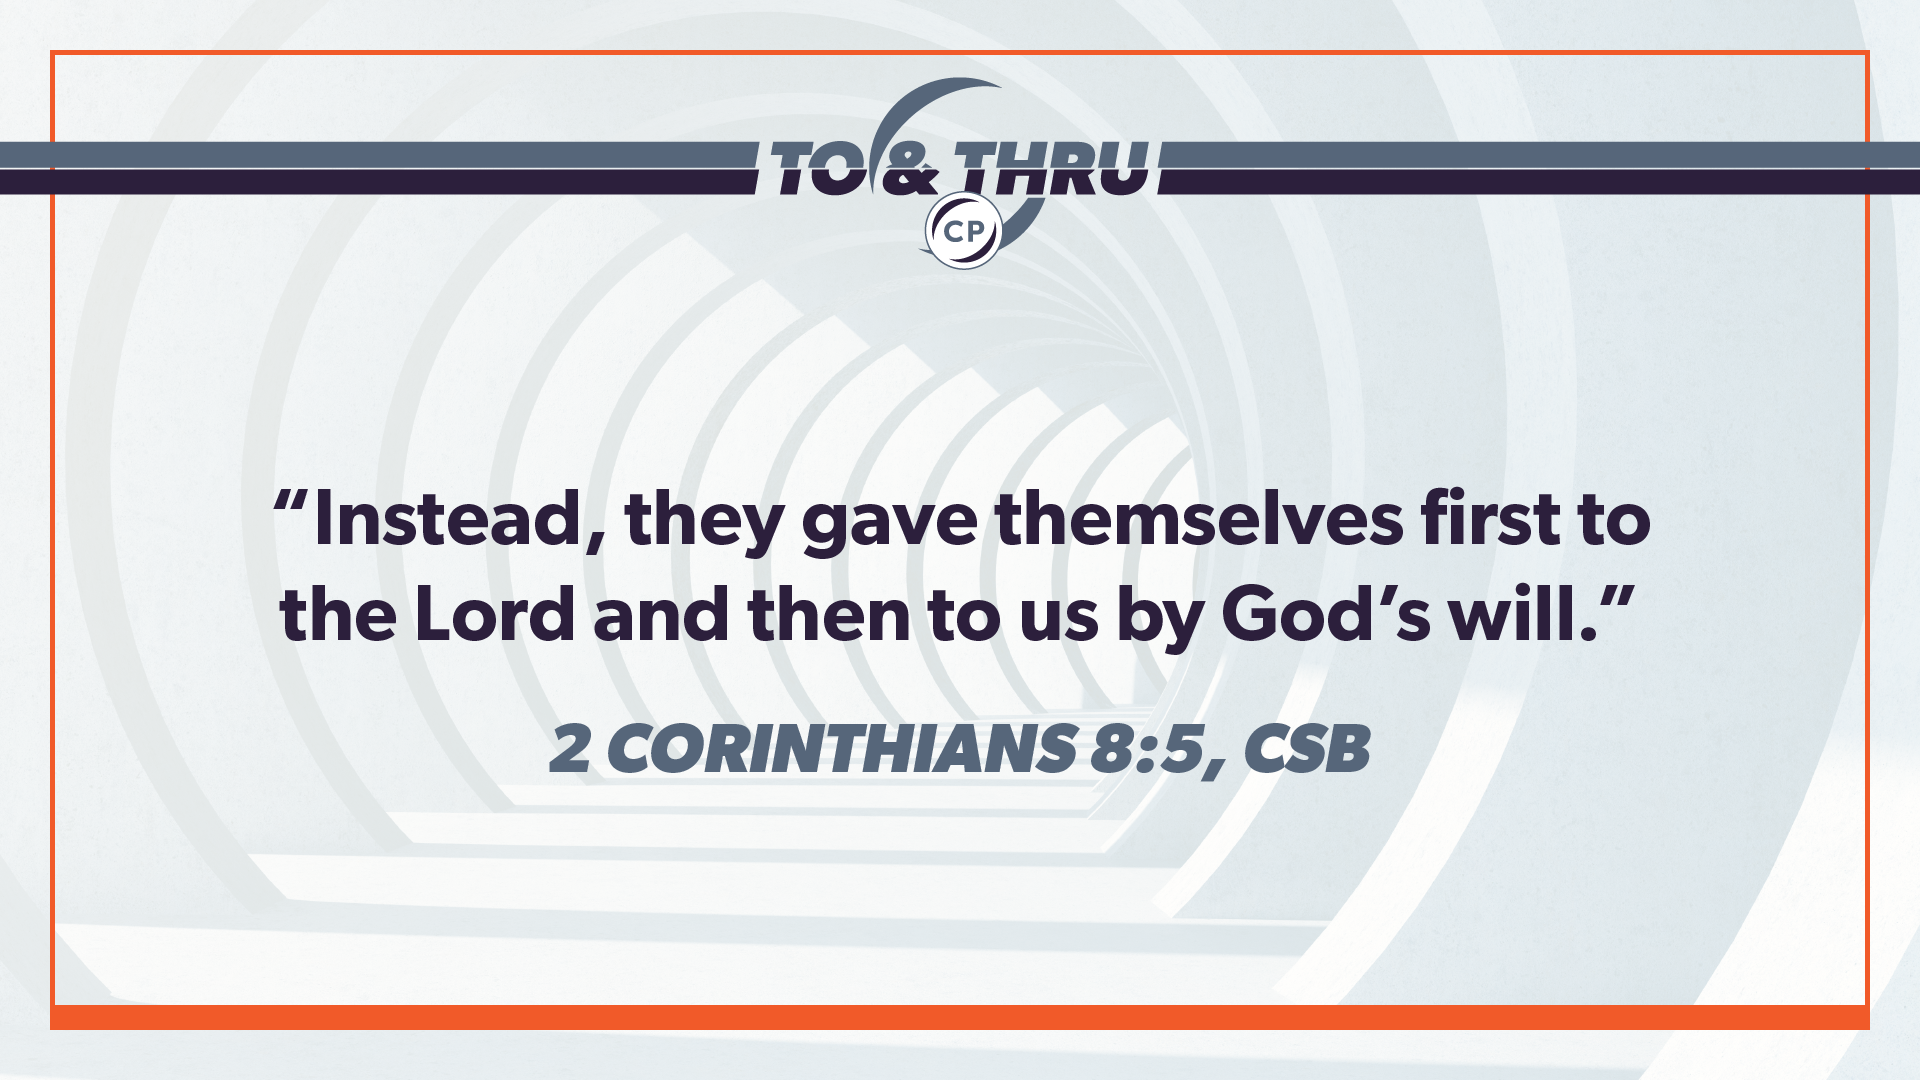 TO & THRU
CP
“Instead, they gave themselves first to
the Lord and then to us by God’s will.”
2 CORINTHIANS 8:5, CSB